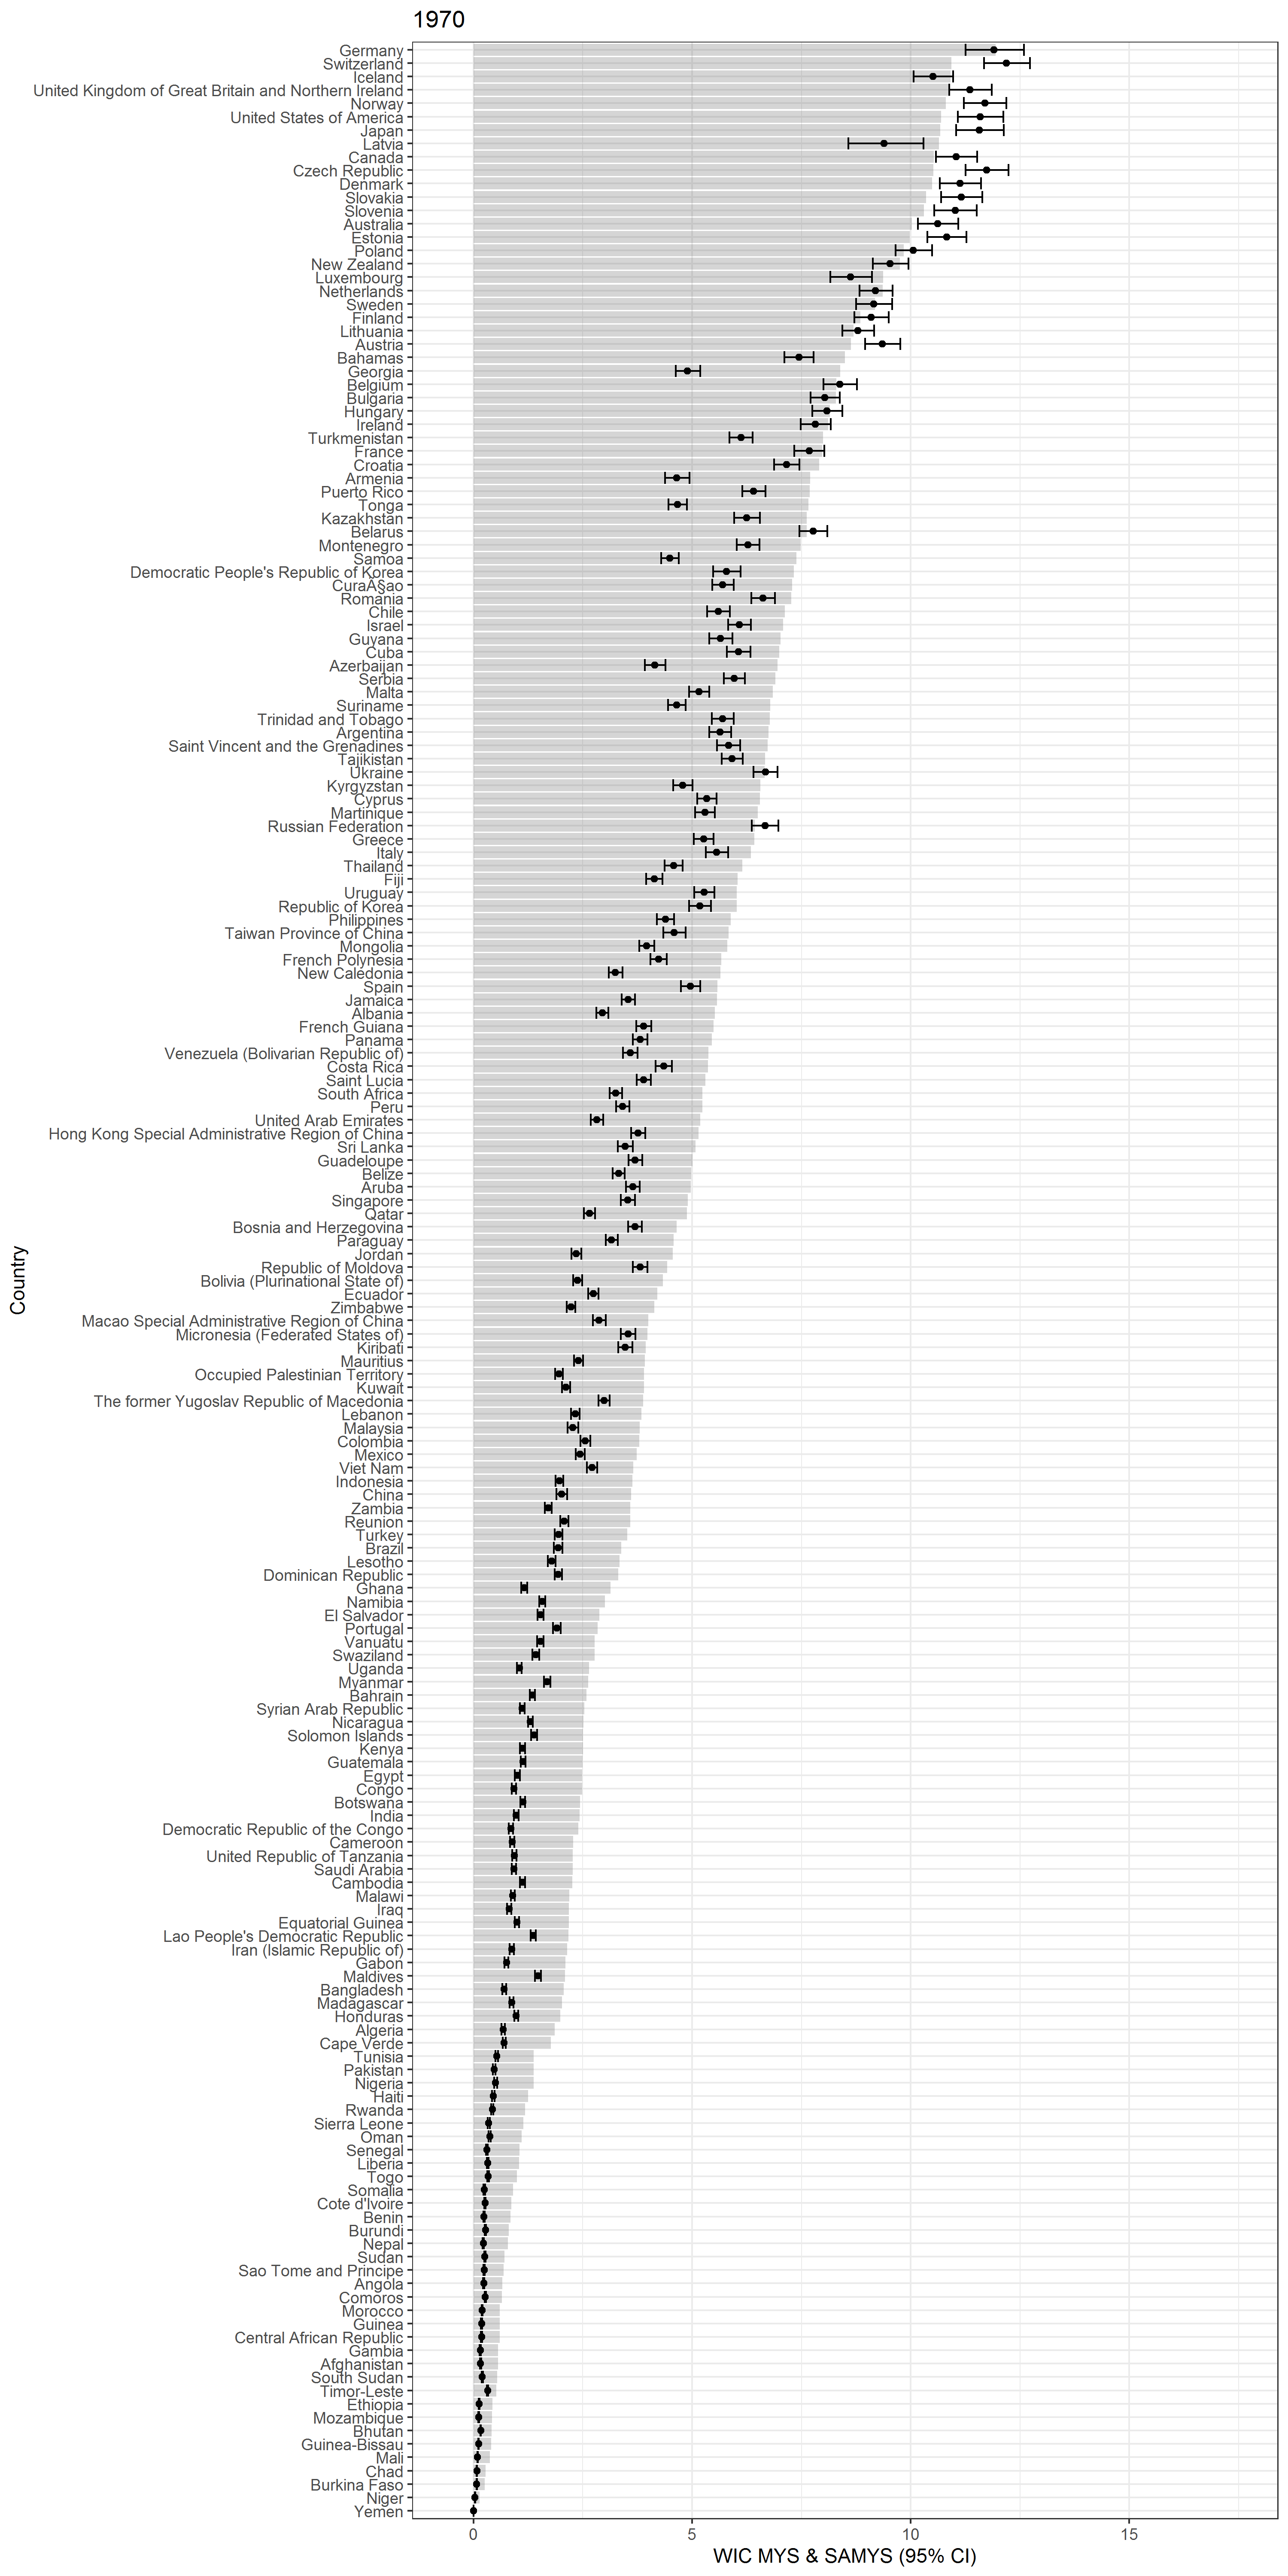 1970
Germany
Switzerland
Iceland
United Kingdom of Great Britain and Northern Ireland
Norway
United States of America
Japan
Latvia
Canada
Czech Republic
Denmark
Slovakia
Slovenia
Australia
Estonia
Poland
New Zealand
Luxembourg
Netherlands
Sweden
Finland
Lithuania
Austria
Bahamas
Georgia
Belgium
Bulgaria
Hungary
Ireland
Turkmenistan
France
Croatia
Armenia
Puerto Rico
Tonga
Kazakhstan
Belarus
Montenegro
Samoa
Democratic People's Republic of Korea
CuraÃ§ao
Romania
Chile
Israel
Guyana
Cuba
Azerbaijan
Serbia
Malta
Suriname
Trinidad and Tobago
Argentina
Saint Vincent and the Grenadines
Tajikistan
Ukraine
Kyrgyzstan
Cyprus
Martinique
Russian Federation
Greece
Italy
Thailand
Fiji
Uruguay
Republic of Korea
Philippines
Taiwan Province of China
Mongolia
French Polynesia
New Caledonia
Spain
Jamaica
Albania
French Guiana
Panama
Venezuela (Bolivarian Republic of)
Costa Rica
Saint Lucia
South Africa
Peru
United Arab Emirates
Hong Kong Special Administrative Region of China
Sri Lanka
Guadeloupe
Belize
Aruba
Singapore
Qatar
Bosnia and Herzegovina
Paraguay
Jordan
Republic of Moldova
Bolivia (Plurinational State of)
Ecuador
Zimbabwe
Macao Special Administrative Region of China
Micronesia (Federated States of)
Kiribati
Mauritius
Occupied Palestinian Territory
Kuwait
The former Yugoslav Republic of Macedonia
Lebanon
Malaysia
Colombia
Mexico
Viet Nam
Indonesia
China
Zambia
Reunion
Turkey
Brazil
Lesotho
Dominican Republic
Ghana
Namibia
El Salvador
Portugal
Vanuatu
Swaziland
Uganda
Myanmar
Bahrain
Syrian Arab Republic
Nicaragua
Solomon Islands
Kenya
Guatemala
Egypt
Congo
Botswana
India
Democratic Republic of the Congo
Cameroon
United Republic of Tanzania
Saudi Arabia
Cambodia
Malawi
Iraq
Equatorial Guinea
Lao People's Democratic Republic
Iran (Islamic Republic of)
Gabon
Maldives
Bangladesh
Madagascar
Honduras
Algeria
Cape Verde
Tunisia
Pakistan
Nigeria
Haiti
Rwanda
Sierra Leone
Oman
Senegal
Liberia
Togo
Somalia
Cote d'Ivoire
Benin
Burundi
Nepal
Sudan
Sao Tome and Principe
Angola
Comoros
Morocco
Guinea
Central African Republic
Gambia
Afghanistan
South Sudan
Timor-Leste
Ethiopia
Mozambique
Bhutan
Guinea-Bissau
Mali
Chad
Burkina Faso
Niger
Yemen
Country
0 5 10 15
WIC MYS & SAMYS (95% CI)